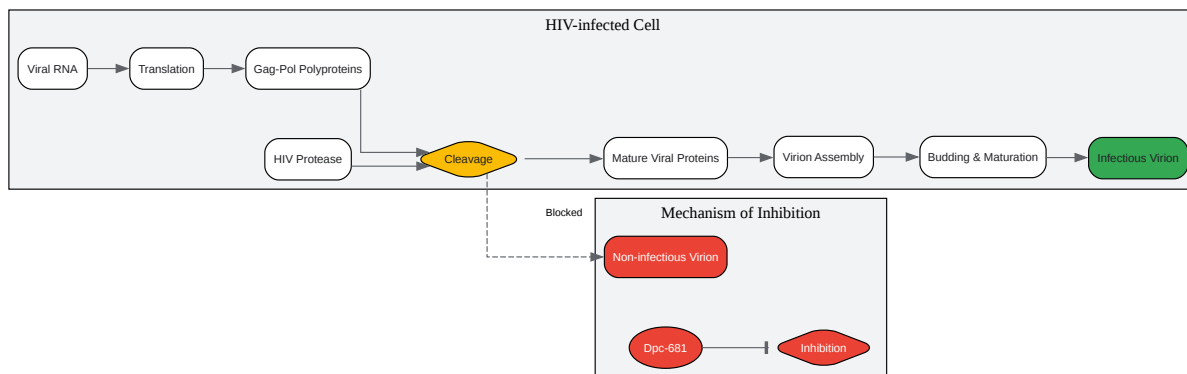 HIV-infected Cell
Viral RNA
Translation
Gag-Pol Polyproteins
HIV Protease
Cleavage
Mature Viral Proteins
Virion Assembly
Budding & Maturation
Infectious Virion
Blocked
Mechanism of Inhibition
Non-infectious Virion
Dpc-681
Inhibition